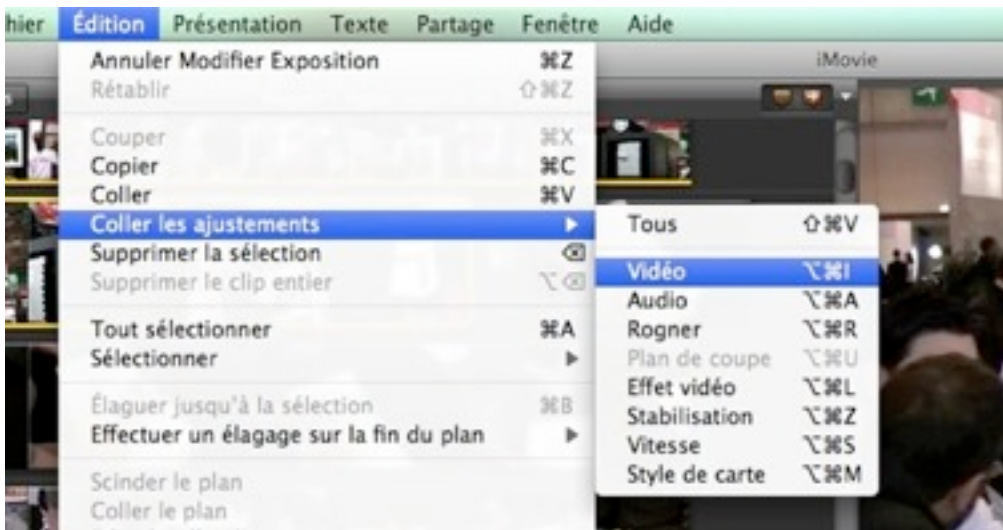 hier Édition Présentation Texte Partage Fenêtre Aide
iMovie
Annuler Modifier Exposition ⌘Z
Rétablir ⇧⌘Z
Couper ⌘X
Copier ⌘C
Coller ⌘V
Coller les ajustements
Supprimer la sélection ⌫
Supprimer le clip entier ⌥⌫
Tout sélectionner ⌘A
Sélectionner
Élaguer jusqu'à la sélection ⌘B
Effectuer un élagage sur la fin du plan
Scinder le plan
Coller le plan
Tous ⇧⌘V
Vidéo ⌥⌘I
Audio ⌥⌘A
Rogner ⌥⌘R
Plan de coupe ⌥⌘U
Effet vidéo ⌥⌘L
Stabilisation ⌥⌘Z
Vitesse ⌥⌘S
Style de carte ⌥⌘M